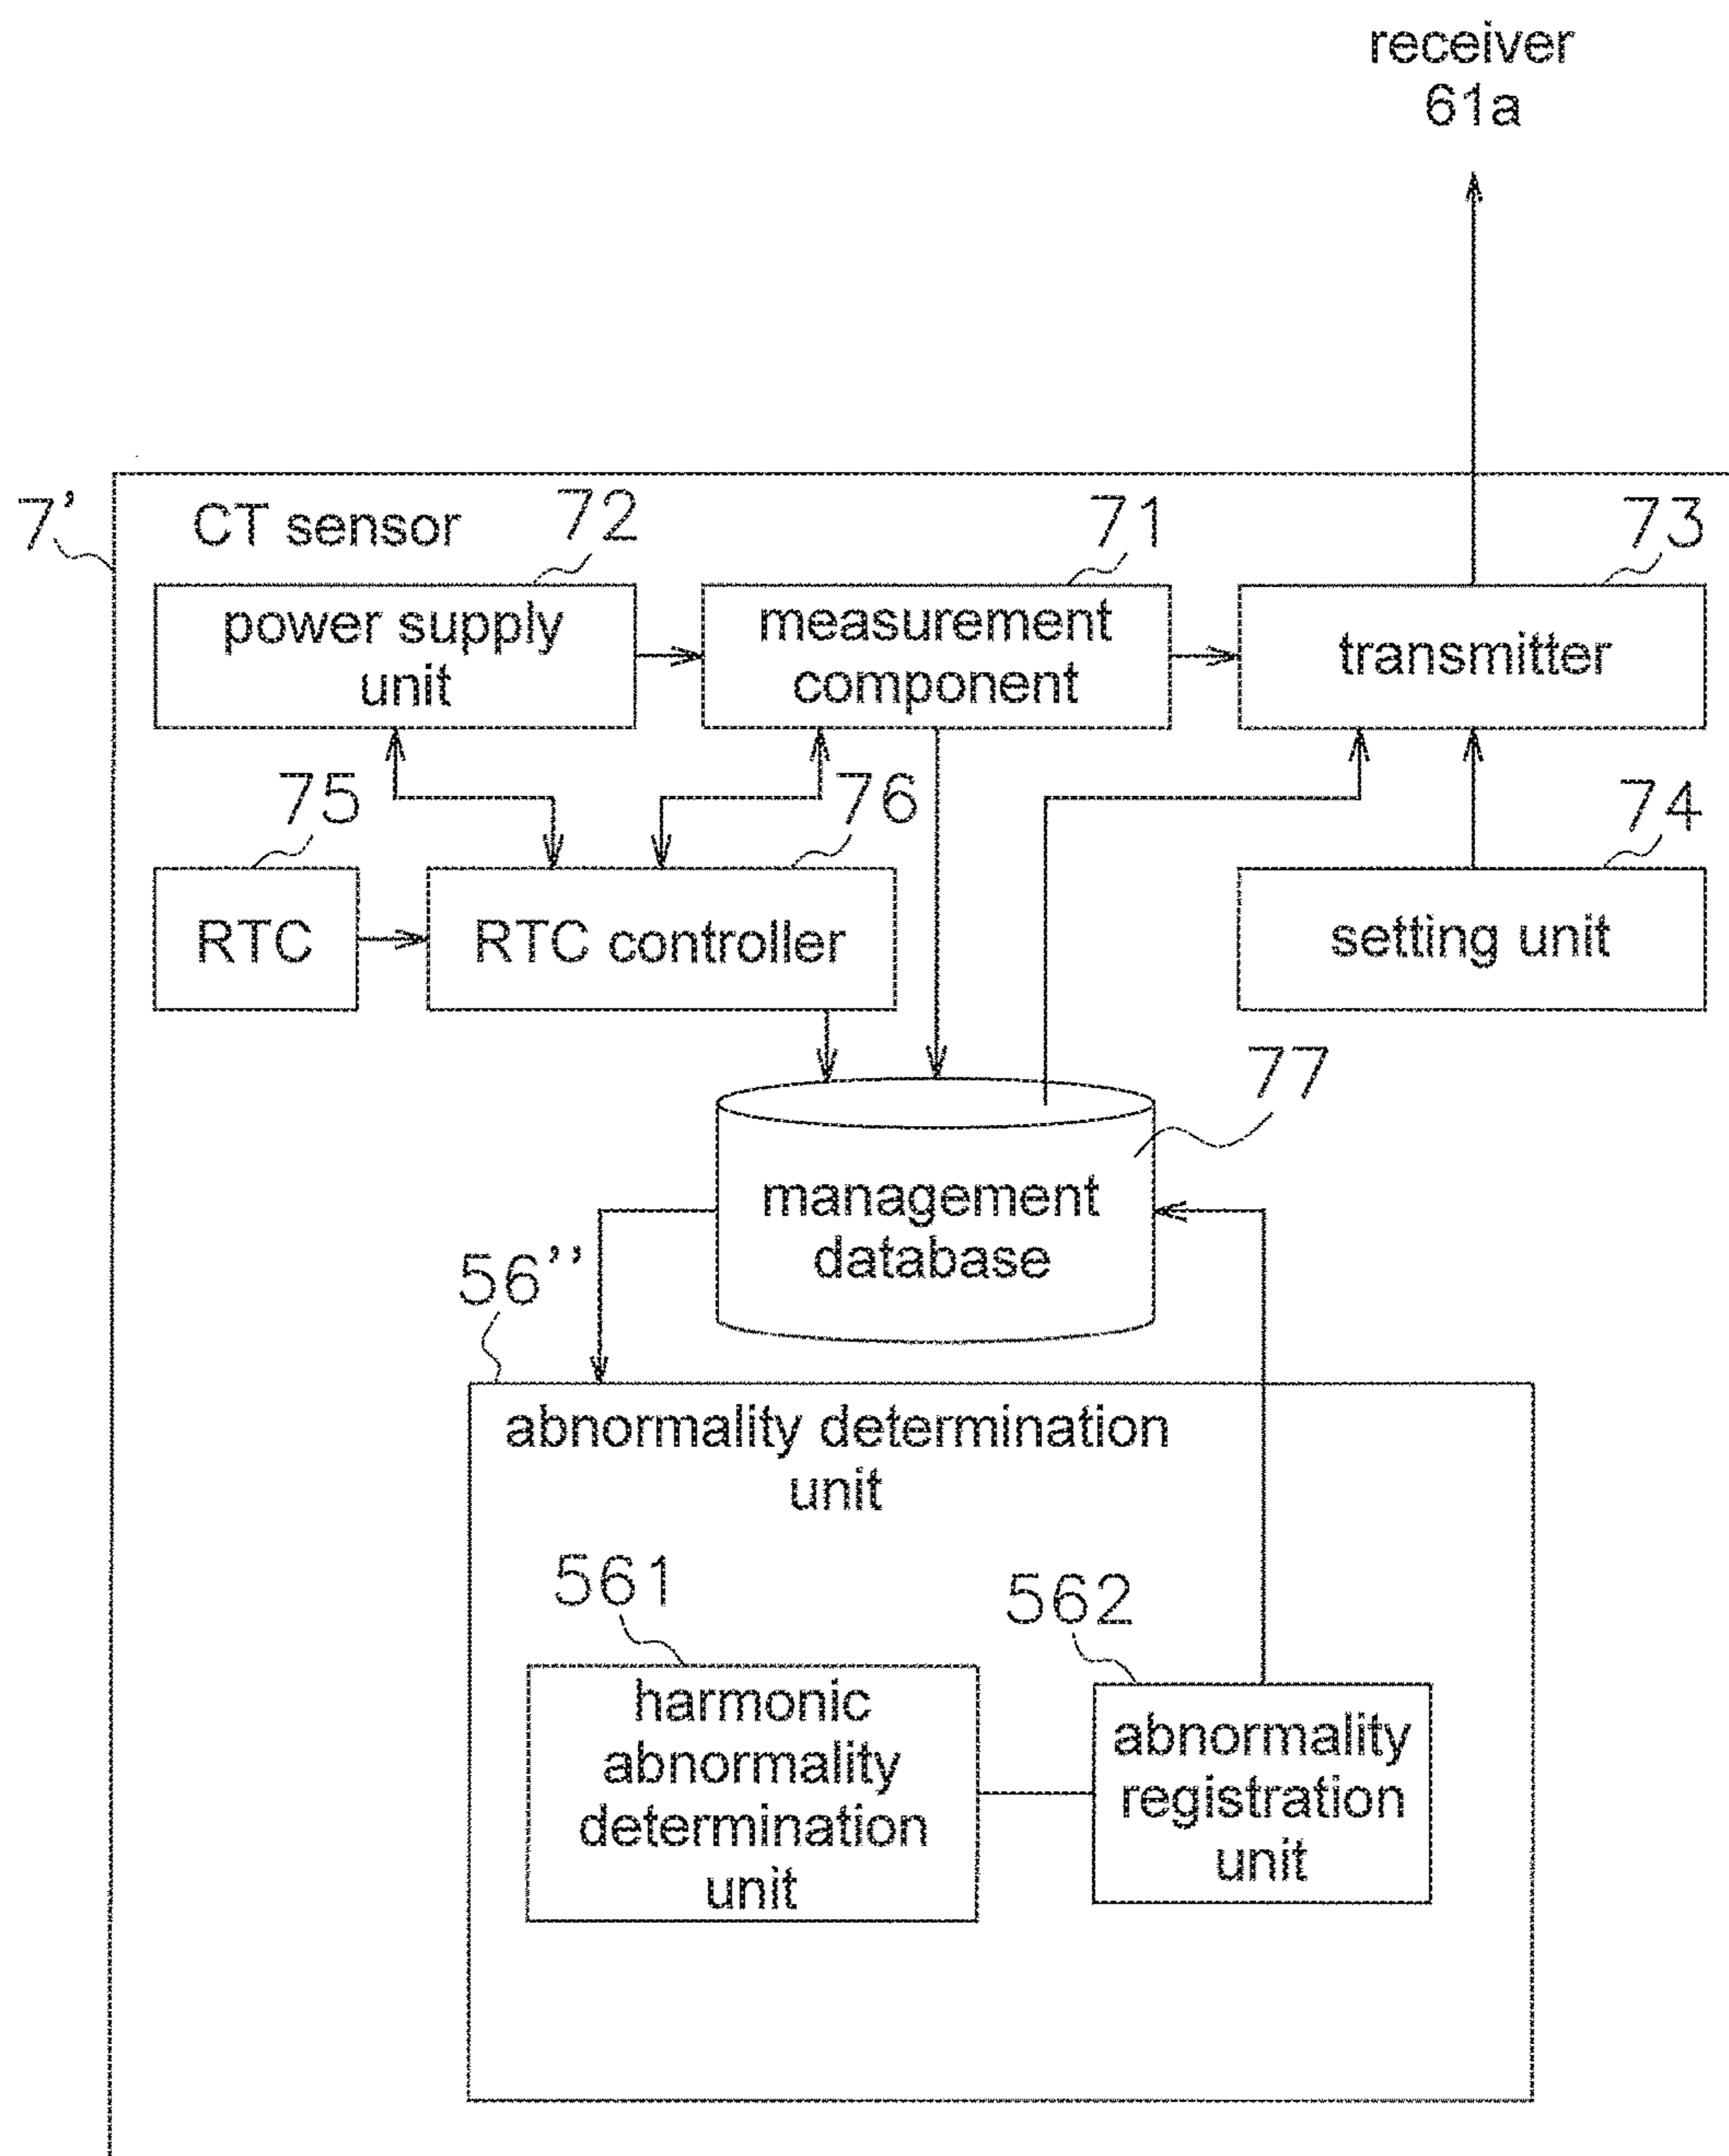 receiver
61a
7’
CT sensor
72
71
73
power supply
unit
measurement
component
transmitter
75
76
74
RTC
RTC controller
setting unit
77
management
database
56’’
abnormality determination
unit
561
562
harmonic
abnormality
determination
unit
abnormality
registration
unit